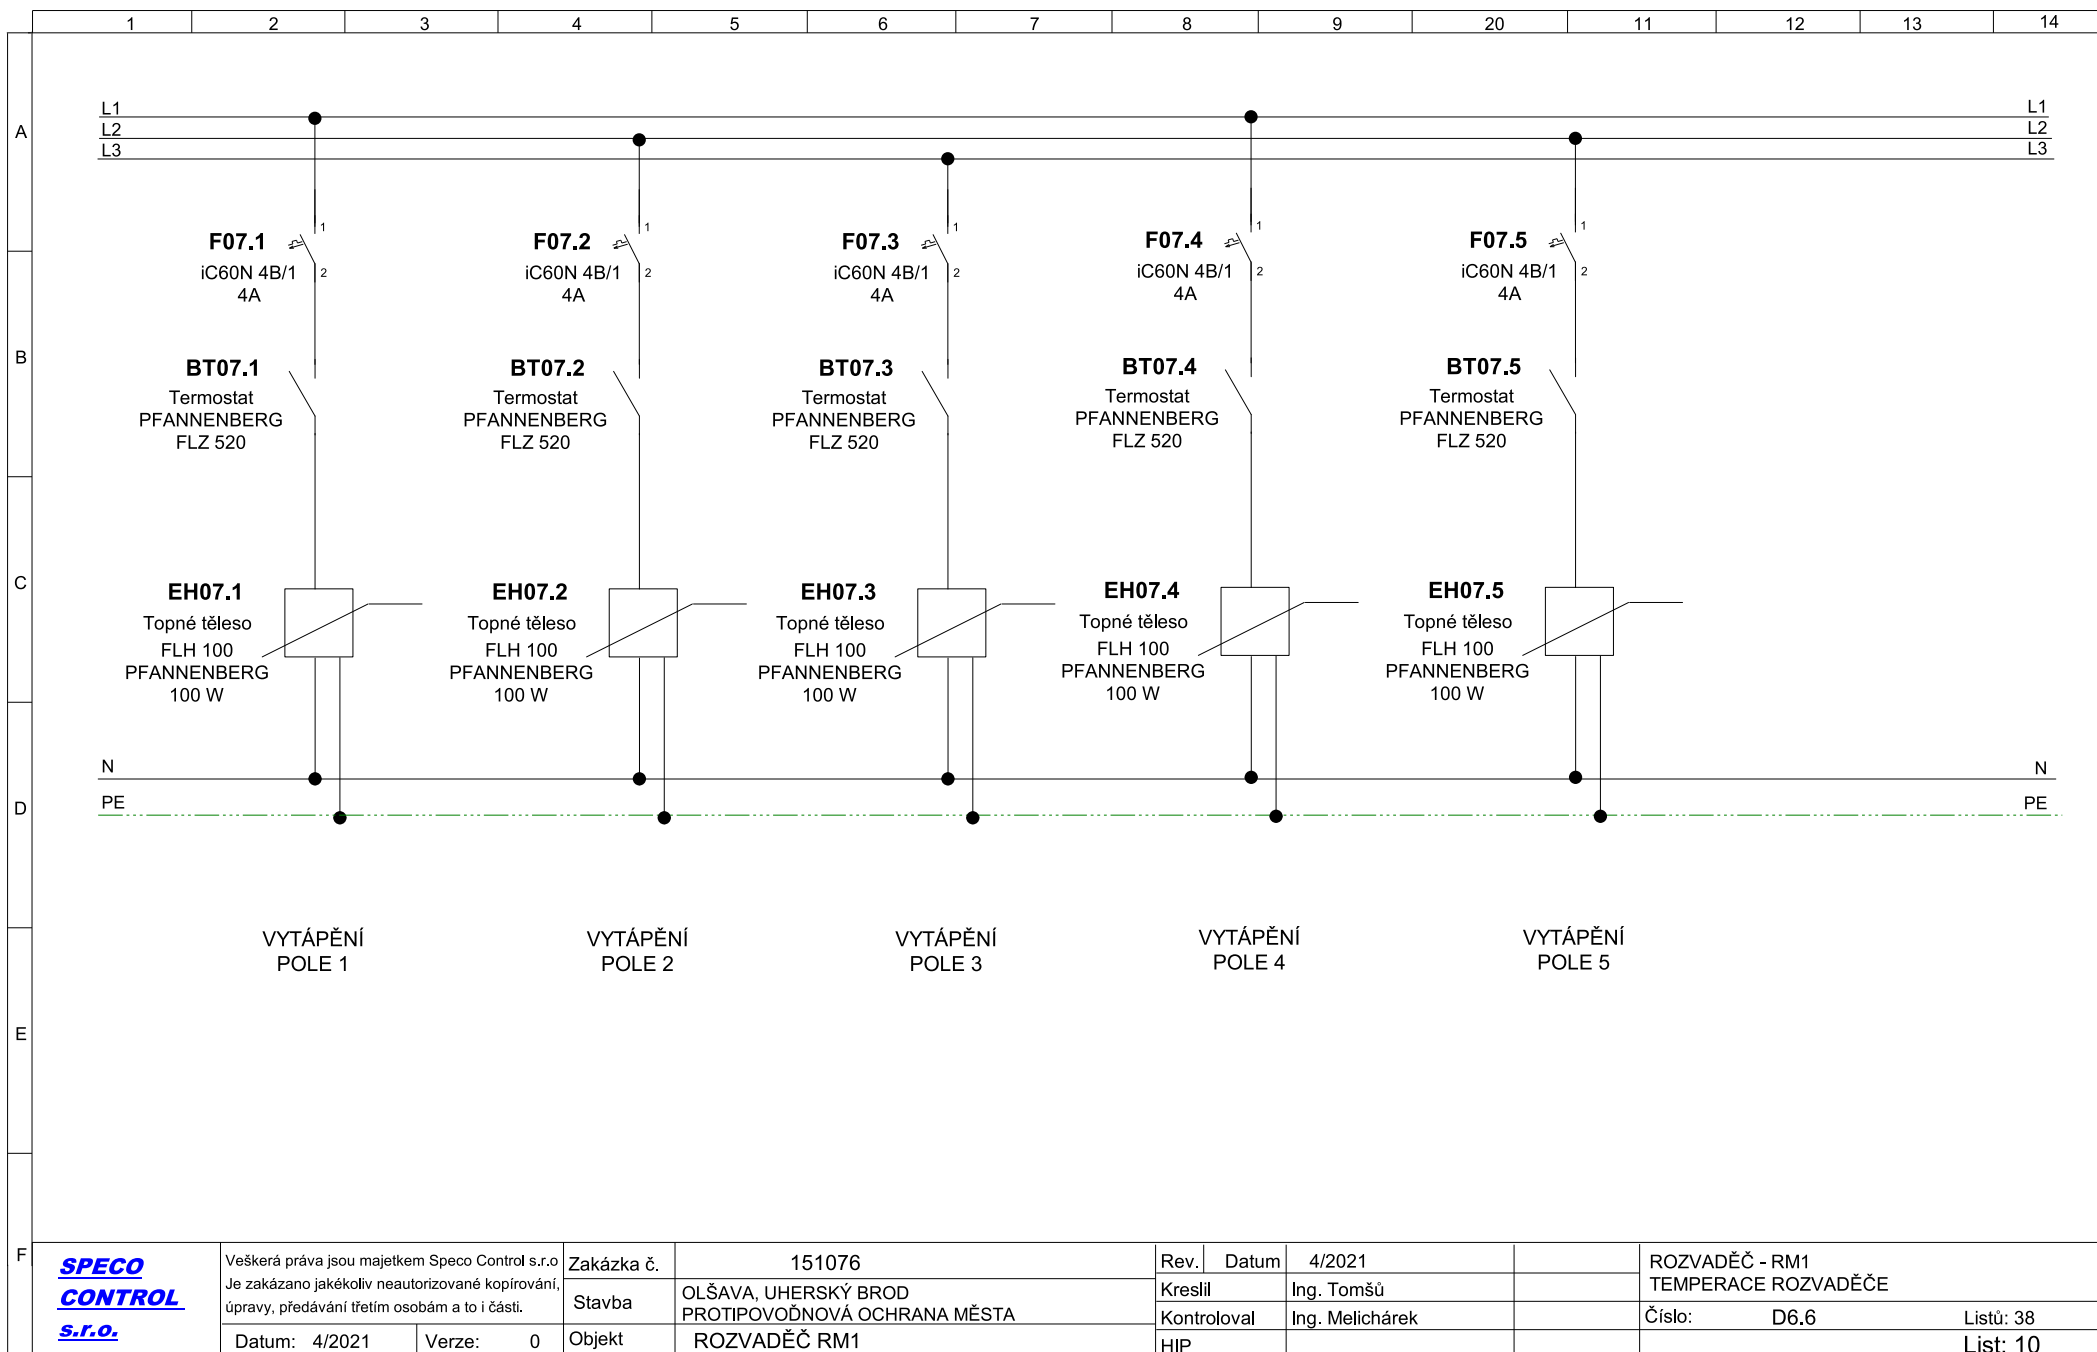 1 2 3 4 5 6 7 8 9 20 11 12 13 14
A
L1 L1
L2 L2
L3 L3
1 1 1 1 1
F07.1 F07.2 F07.3 F07.4 F07.5
iC60N 4B/1 2 iC60N 4B/1 2 iC60N 4B/1 2 iC60N 4B/1 2 iC60N 4B/1 2
4A 4A 4A 4A 4A
B
BT07.1 BT07.2 BT07.3 BT07.4 BT07.5
Termostat Termostat Termostat Termostat Termostat
PFANNENBERG PFANNENBERG PFANNENBERG PFANNENBERG PFANNENBERG
FLZ 520 FLZ 520 FLZ 520 FLZ 520 FLZ 520
C
EH07.1 EH07.2 EH07.3 EH07.4 EH07.5
Topné těleso Topné těleso Topné těleso Topné těleso Topné těleso
FLH 100 FLH 100 FLH 100 FLH 100 FLH 100
PFANNENBERG PFANNENBERG PFANNENBERG PFANNENBERG PFANNENBERG
100 W 100 W 100 W 100 W 100 W
N N
D
PE PE
VYTÁPĚNÍ VYTÁPĚNÍ VYTÁPĚNÍ VYTÁPĚNÍ VYTÁPĚNÍ
POLE 1 POLE 2 POLE 3 POLE 4 POLE 5
E
F
SPECO
CONTROL
s.r.o.
Veškerá práva jsou majetkem Speco Control s.r.o
Je zakázano jakékoliv neautorizované kopírování,
úpravy, předávání třetím osobám a to i části.
Datum: 4/2021 Verze: 0
Zakázka č. 151076
Stavba OLŠAVA, UHERSKÝ BROD
PROTIPOVODŇOVÁ OCHRANA MĚSTA
Objekt ROZVADĚČ RM1
Rev. Datum 4/2021
Kreslil Ing. Tomšů
Kontroloval Ing. Melichárek
HIP
ROZVADĚČ - RM1
TEMPERACE ROZVADĚČE
Číslo: D6.6 Listů: 38
List: 10